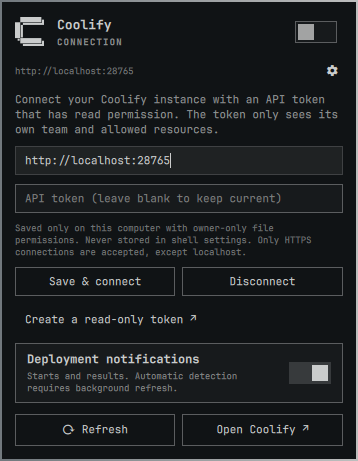 Coolify
CONNECTION
http://localhost:28765
Connect your Coolify instance with an API token
that has read permission. The token only sees its
own team and allowed resources.
http://localhost:28765
API token (leave blank to keep current)
Saved only on this computer with owner-only file
permissions. Never stored in shell settings. Only HTTPS
connections are accepted, except localhost.
Save & connect
Disconnect
Create a read-only token ↗
Deployment notifications
Starts and results. Automatic detection
requires background refresh.
Refresh
Open Coolify ↗